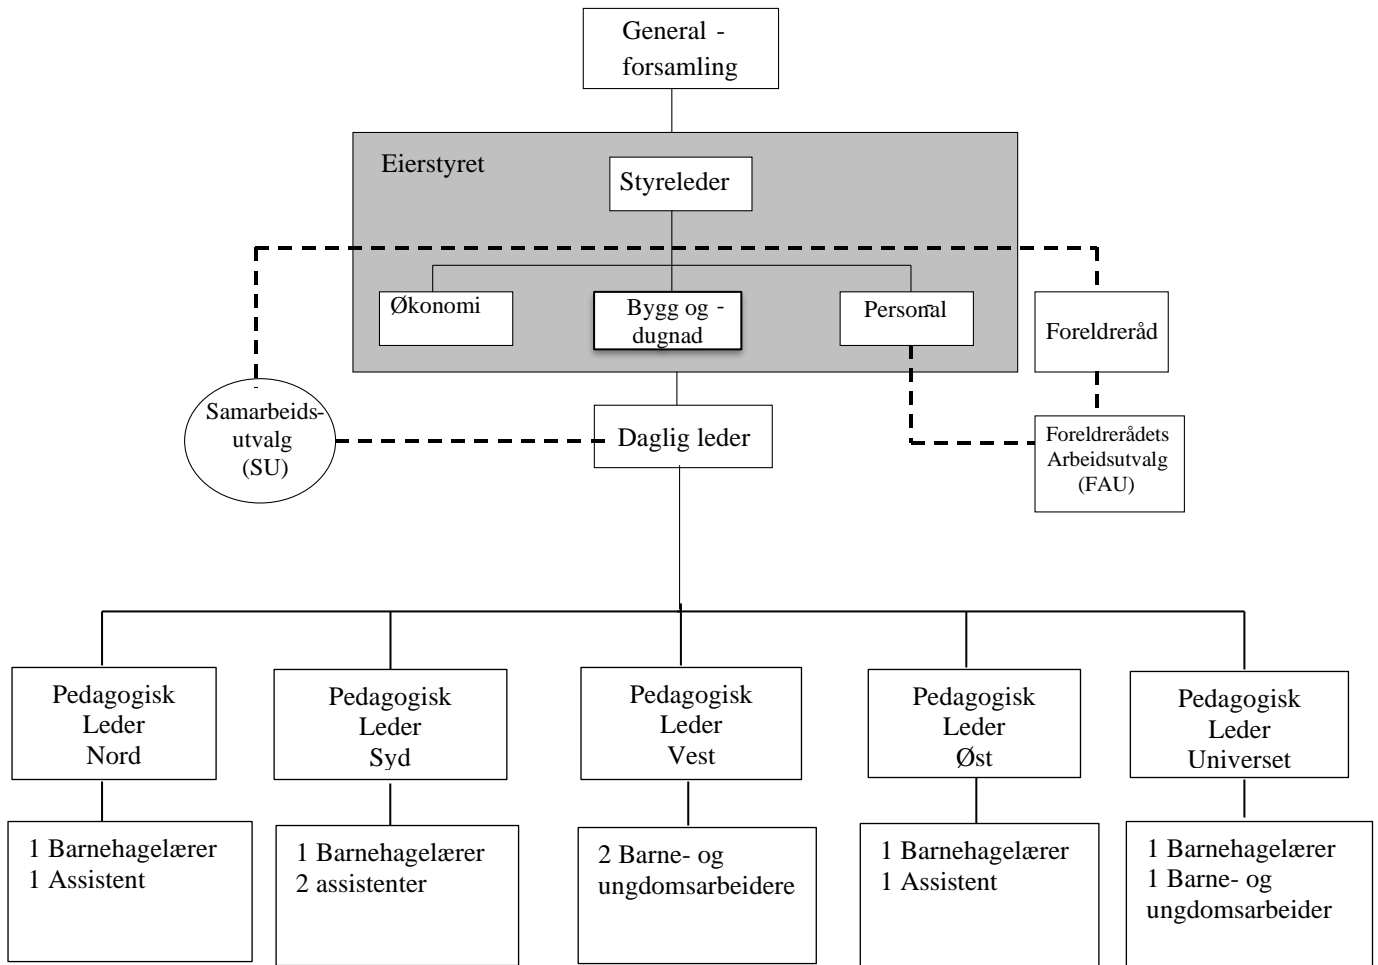 General -
forsamling
Eierstyret
Styreleder
Økonomi
Bygg og -
dugnad
Personal
Foreldreråd
Samarbeids-
utvalg
(SU)
Daglig leder
Foreldrerådets
Arbeidsutvalg
(FAU)
Pedagogisk
Leder
Nord
Pedagogisk
Leder
Syd
Pedagogisk
Leder
Vest
Pedagogisk
Leder
Øst
Pedagogisk
Leder
Universet
1 Barnehagelærer
1 Assistent
1 Barnehagelærer
2 assistenter
2 Barne- og
ungdomsarbeidere
1 Barnehagelærer
1 Assistent
1 Barnehagelærer
1 Barne- og
ungdomsarbeider